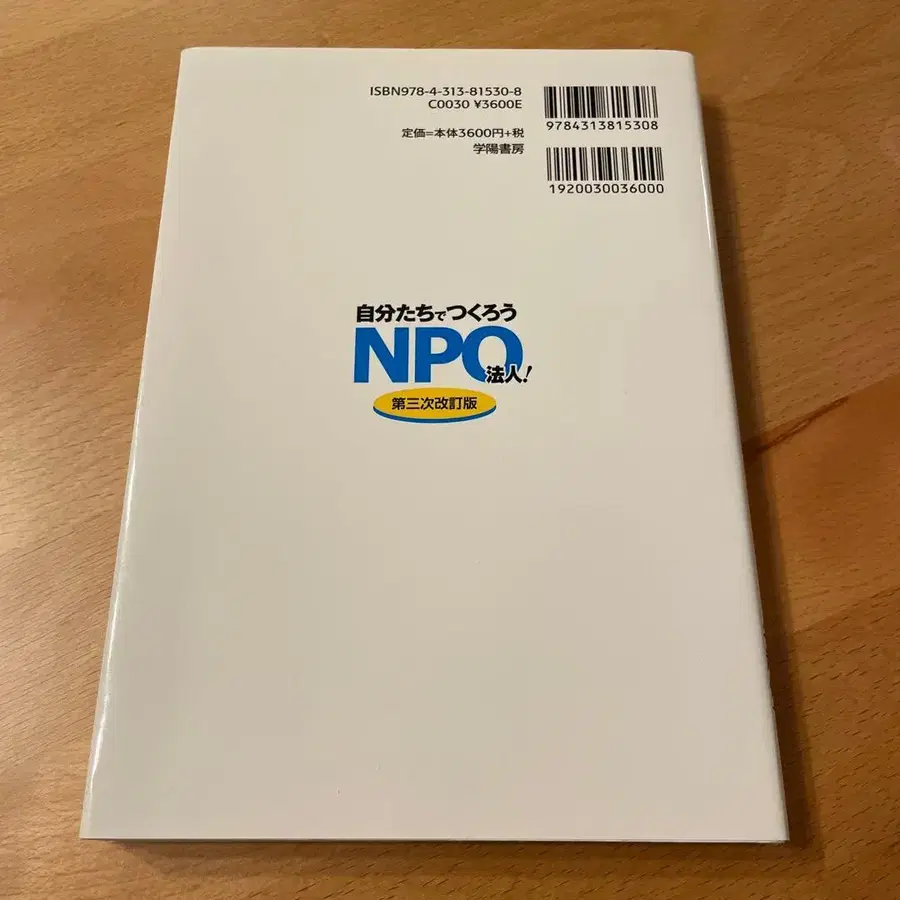 ISBN978-4-313-81530-8
C0030 ¥3600E
定価=本体3600円+税
学陽書房
9784313815308
1920030036000
自分たちでつくろう
NPO法人!
第三次改訂版